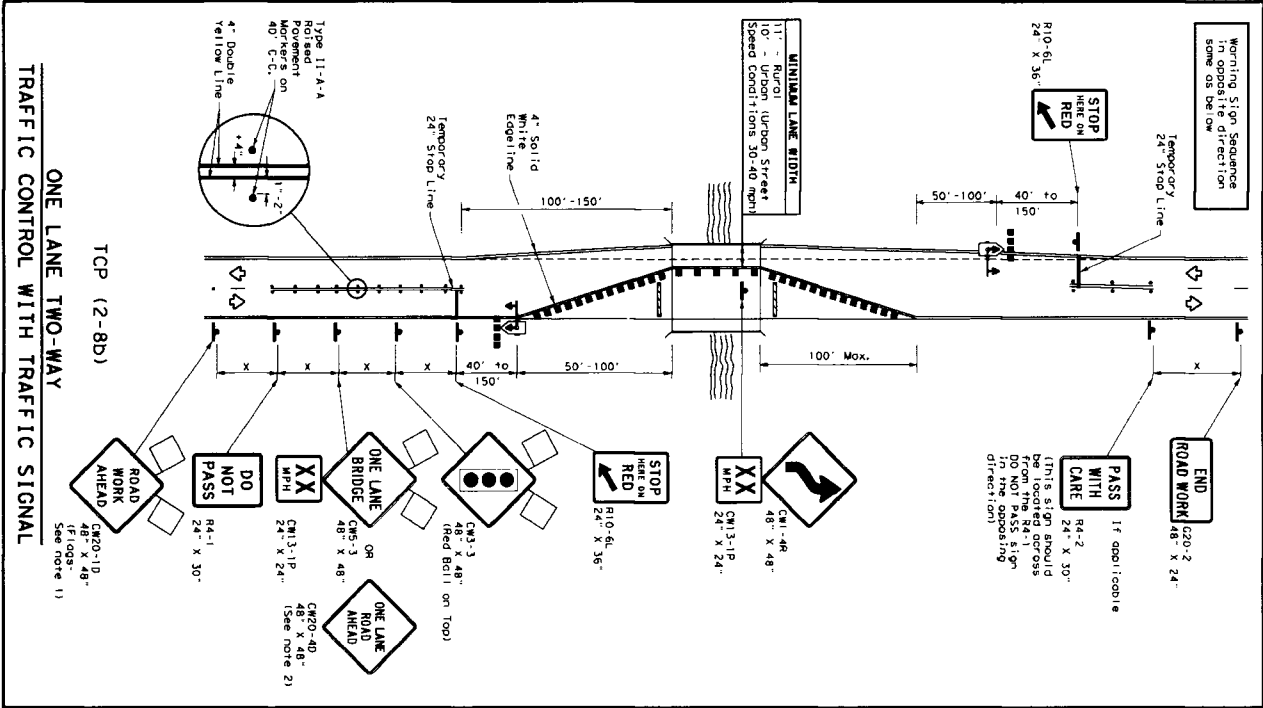 Warning Sign Sequence
in opposite direction
same as below
R10-6L
24" X 36"
STOP
HERE ON
RED
Temporary
24" Stop Line
MINIMUM LANE WIDTH
11' - Rural
10' - Urban (Urban Street
Speed Conditions 30-40 mph)
50'-100'
40' to
150'
END
ROAD WORK
G20-2
48" X 24"
X
If applicable
PASS
WITH
CARE
R4-2
24" X 30"
(This sign should
be located across
from the R4-1
DO NOT PASS sign
in the opposing
direction)
100' Max.
CW1-4R
48" X 48"
XX
MPH
CW13-1P
24" X 24"
4" Solid
White
Edgeline
Temporary
24" Stop Line
100'-150'
50'-100'
40' to
150'
STOP
HERE ON
RED
R10-6L
24" X 36"
X
CW3-3
48" X 48"
(Red Ball on Top)
X
ONE LANE
BRIDGE
CW5-3
48" X 48"
OR
ONE LANE
ROAD
AHEAD
CW20-4D
48" X 48"
(See note 2)
XX
MPH
CW13-1P
24" X 24"
X
DO
NOT
PASS
R4-1
24" X 30"
X
ROAD
WORK
AHEAD
CW20-1D
48" X 48"
(Flags-
See note 1)
Type II-A-A
Raised
Pavement
Markers on
40' C-C.
4" Double
Yellow Line
+4"
1"-2"
TCP (2-8b)
ONE LANE TWO-WAY
TRAFFIC CONTROL WITH TRAFFIC SIGNAL